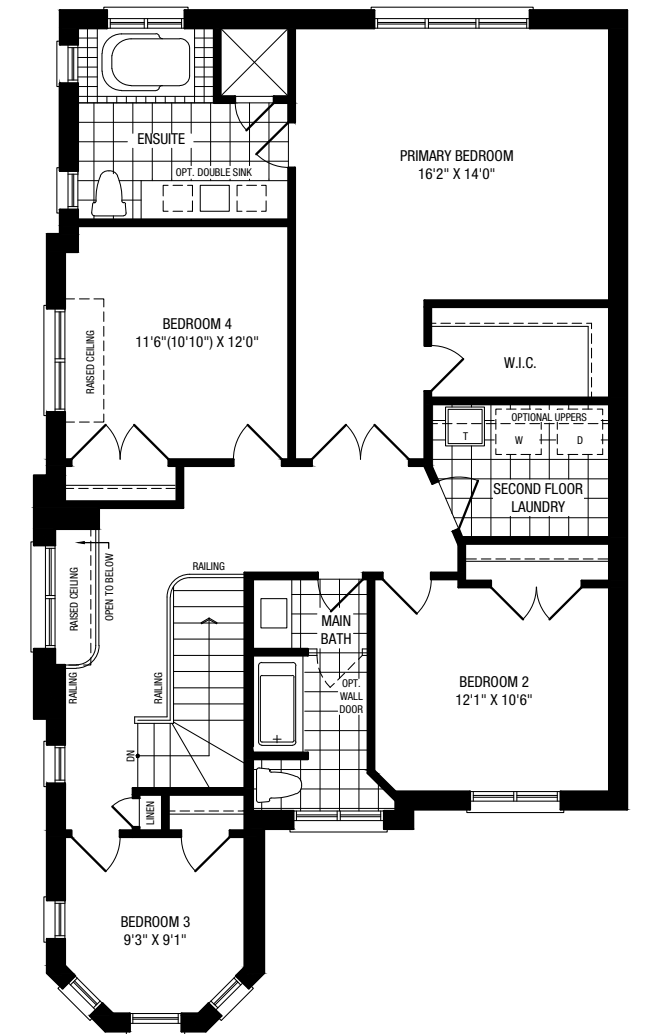 ENSUITE
OPT. DOUBLE SINK
PRIMARY BEDROOM
16'2" X 14'0"
BEDROOM 4
11'6"(10'10") X 12'0"
RAISED CEILING
W.I.C.
OPTIONAL UPPERS
T
W
D
SECOND FLOOR
LAUNDRY
RAISED CEILING
OPEN TO BELOW
RAILING
RAILING
RAILING
DN
MAIN
BATH
OPT.
WALL
DOOR
BEDROOM 2
12'1" X 10'6"
LINEN
BEDROOM 3
9'3" X 9'1"